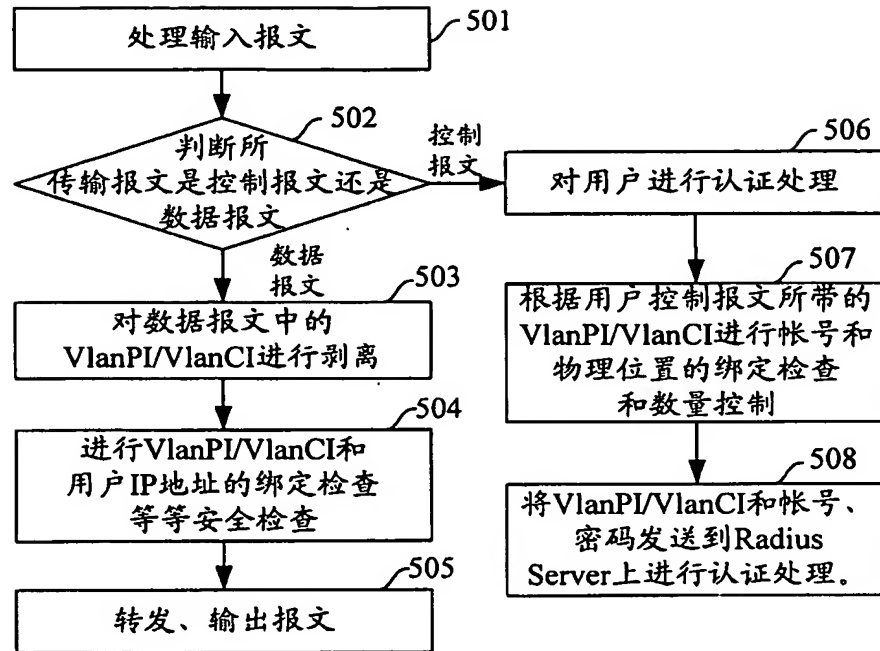 处理输入报文
501
502
判断所
传输报文是控制报文还是
数据报文
控制
报文
数据
报文
503
对数据报文中的
VlanPI/VlanCI进行剥离
504
进行VlanPI/VlanCI和
用户IP地址的绑定检查
等等安全检查
505
转发、输出报文
506
对用户进行认证处理
507
根据用户控制报文所带的
VlanPI/VlanCI进行帐号和
物理位置的绑定检查
和数量控制
508
将VlanPI/VlanCI和帐号、
密码发送到Radius
Server上进行认证处理。